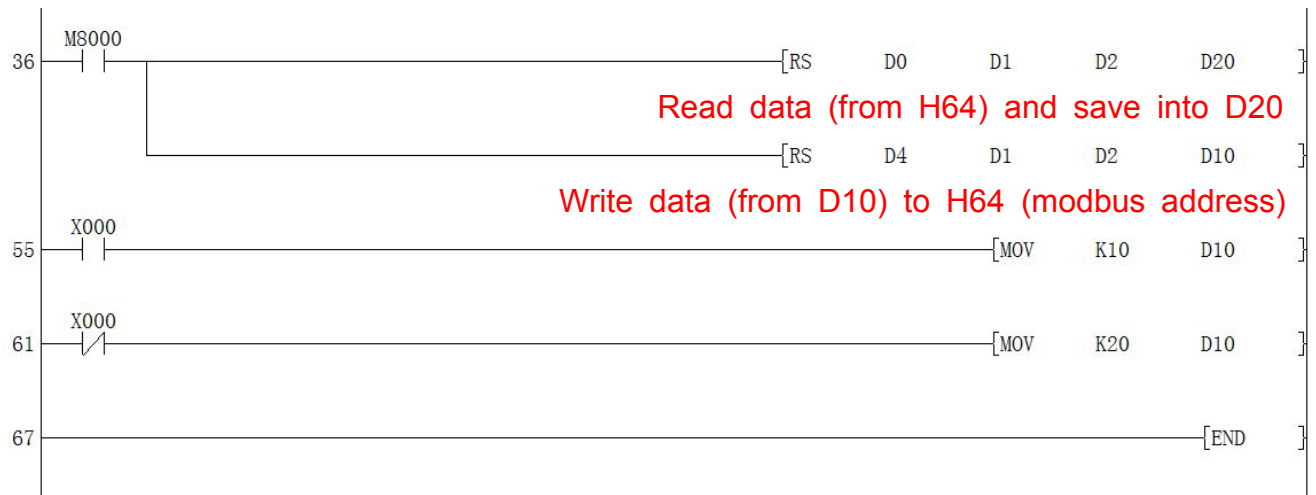 M8000
36 [RS D0 D1 D2 D20 ]
Read data (from H64) and save into D20
[RS D4 D1 D2 D10 ]
Write data (from D10) to H64 (modbus address)
X000
55 [MOV K10 D10 ]
X000
61 [MOV K20 D10 ]
67 [END ]